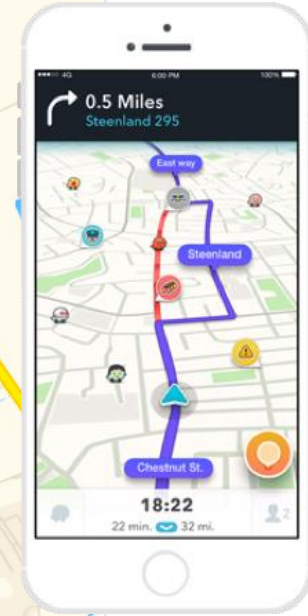 4G 6:00 PM 100%
0.5 Miles
Steenland 295
East way
Steenland
Chestnut St.
18:22
2
22 min. 32 mi.